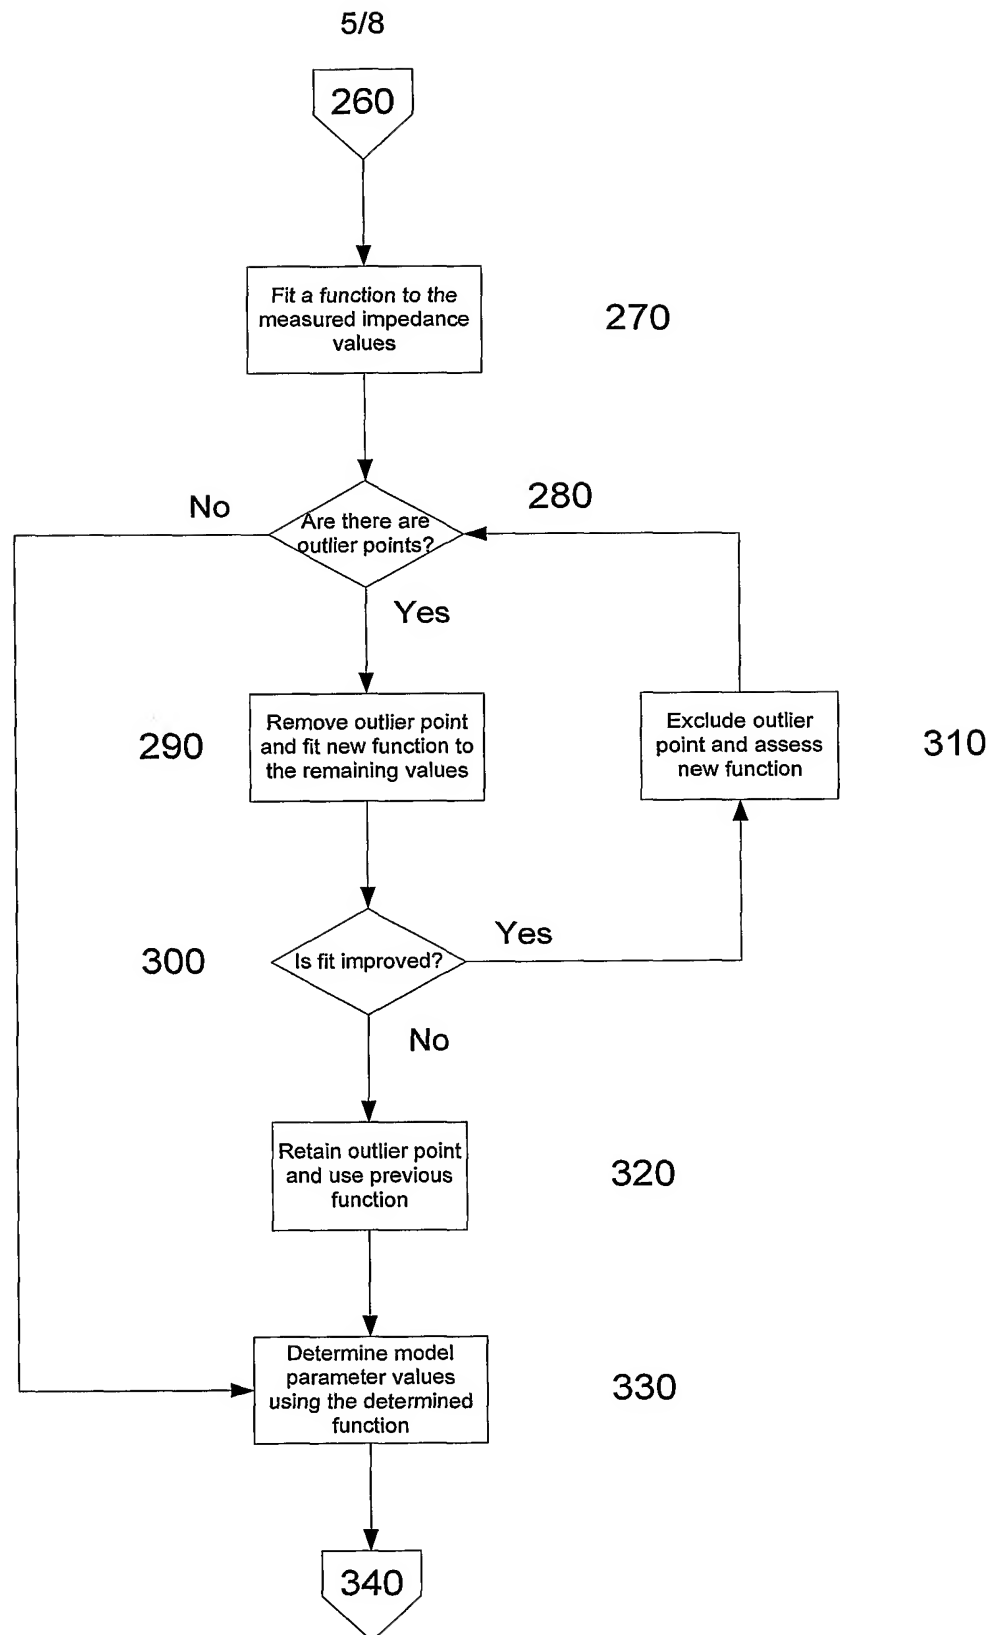 5/8
260
Fit a function to the
measured impedance
values
270
280
No
Are there are
outlier points?
Yes
290
Remove outlier point
and fit new function to
the remaining values
Exclude outlier
point and assess
new function
310
300
Is fit improved?
Yes
No
Retain outlier point
and use previous
function
320
Determine model
parameter values
using the determined
function
330
340